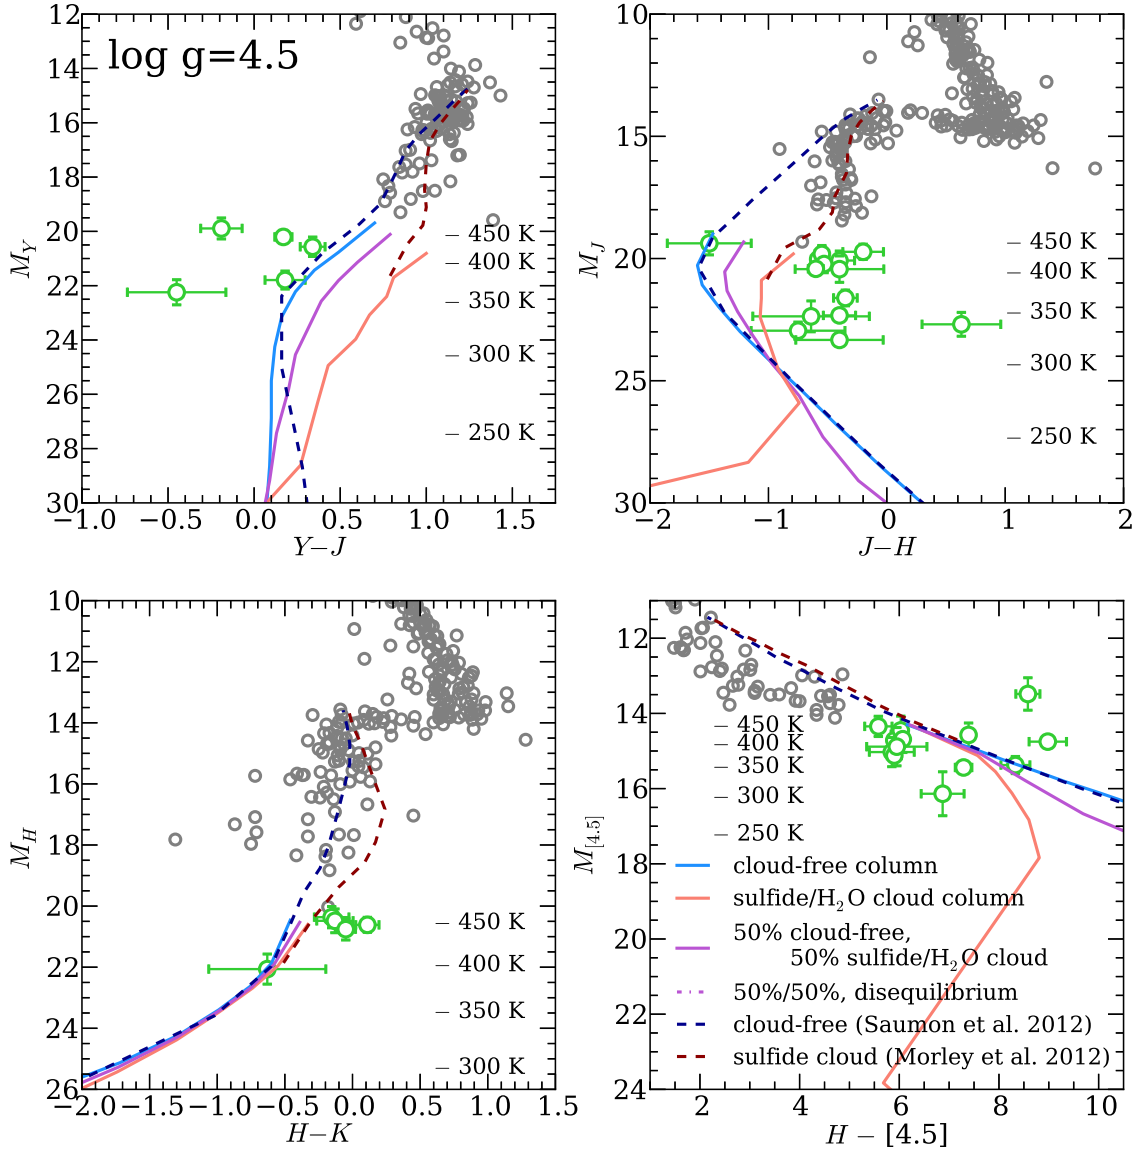 log g=4.5
12
14
16
18
20
22
24
26
28
30
M_Y
−1.0 −0.5 0.0 0.5 1.0 1.5
Y−J
− 450 K
− 400 K
− 350 K
− 300 K
− 250 K
10
15
20
25
30
M_J
−2 −1 0 1 2
J−H
− 450 K
− 400 K
− 350 K
− 300 K
− 250 K
10
12
14
16
18
20
22
24
26
M_H
−2.0 −1.5 −1.0 −0.5 0.0 0.5 1.0 1.5
H−K
− 450 K
− 400 K
− 350 K
− 300 K
12
14
16
18
20
22
24
M_[4.5]
2 4 6 8 10
H − [4.5]
− 450 K
− 400 K
− 350 K
− 300 K
− 250 K
cloud-free column
sulfide/H₂O cloud column
50% cloud-free,
50% sulfide/H₂O cloud
50%/50%, disequilibrium
cloud-free (Saumon et al. 2012)
sulfide cloud (Morley et al. 2012)